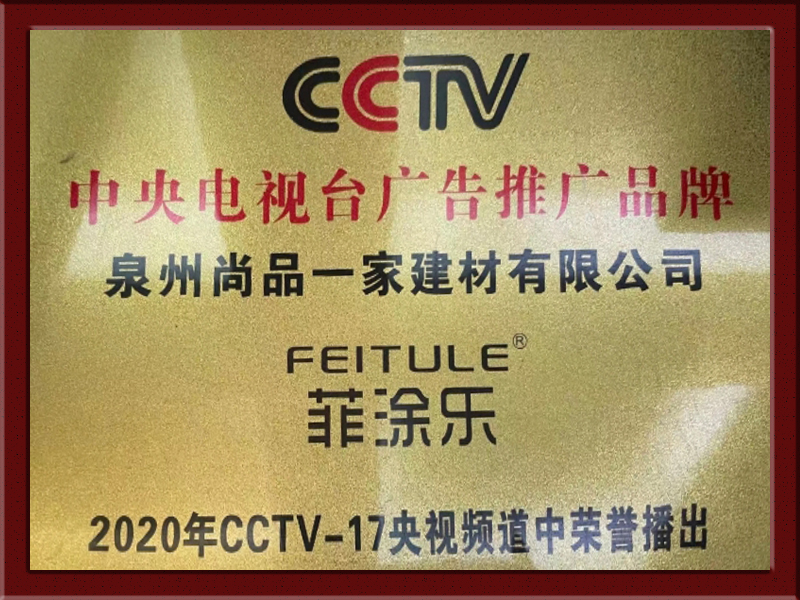 CCTV
中央电视台广告推广品牌
泉州尚品一家建材有限公司
FEITULE®
菲涂乐
2020年CCTV-17央视频道中荣誉播出